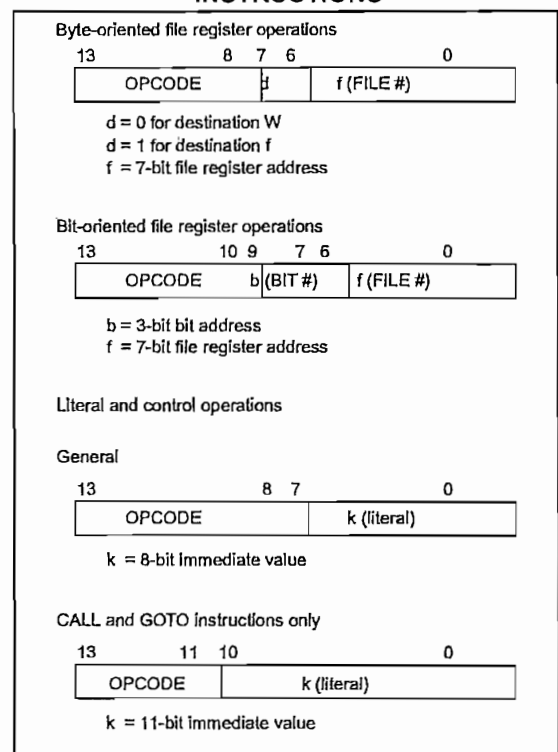 INSTRUCTIONS
Byte-oriented file register operations
13 8 7 6 0
OPCODE d f (FILE #)
d = 0 for destination W
d = 1 for destination f
f = 7-bit file register address
Bit-oriented file register operations
13 10 9 7 6 0
OPCODE b (BIT #) f (FILE #)
b = 3-bit bit address
f = 7-bit file register address
Literal and control operations
General
13 8 7 0
OPCODE k (literal)
k = 8-bit immediate value
CALL and GOTO instructions only
13 11 10 0
OPCODE k (literal)
k = 11-bit immediate value